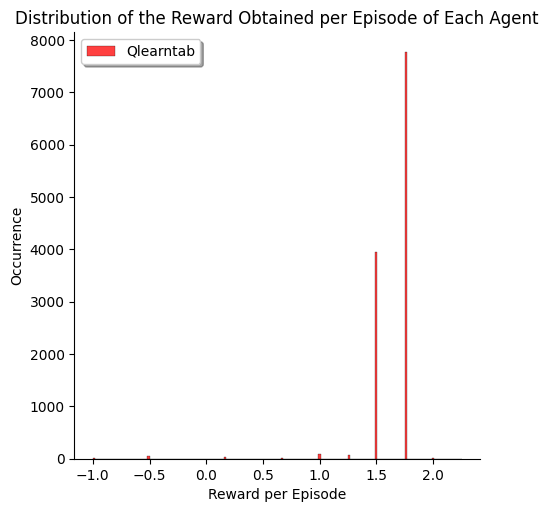 Distribution of the Reward Obtained per Episode of Each Agent
Qlearntab
8000
7000
6000
5000
4000
3000
2000
1000
0
Occurrence
−1.0 −0.5 0.0 0.5 1.0 1.5 2.0
Reward per Episode